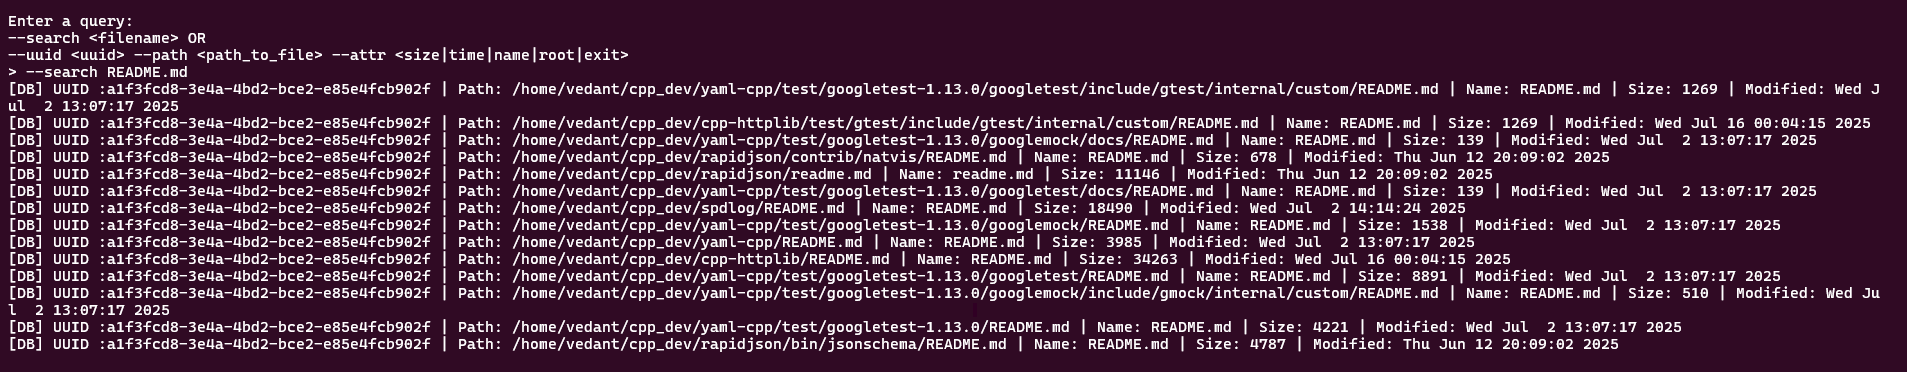 Enter a query:
--search <filename> OR
--uuid <uuid> --path <path_to_file> --attr <size|time|name|root|exit>
> --search README.md
[DB] UUID :a1f3fcd8-3e4a-4bd2-bce2-e85e4fcb902f | Path: /home/vedant/cpp_dev/yaml-cpp/test/googletest-1.13.0/googletest/include/gtest/internal/custom/README.md | Name: README.md | Size: 1269 | Modified: Wed J
ul  2 13:07:17 2025
[DB] UUID :a1f3fcd8-3e4a-4bd2-bce2-e85e4fcb902f | Path: /home/vedant/cpp_dev/cpp-httplib/test/gtest/include/gtest/internal/custom/README.md | Name: README.md | Size: 1269 | Modified: Wed Jul 16 00:04:15 2025
[DB] UUID :a1f3fcd8-3e4a-4bd2-bce2-e85e4fcb902f | Path: /home/vedant/cpp_dev/yaml-cpp/test/googletest-1.13.0/googlemock/docs/README.md | Name: README.md | Size: 139 | Modified: Wed Jul  2 13:07:17 2025
[DB] UUID :a1f3fcd8-3e4a-4bd2-bce2-e85e4fcb902f | Path: /home/vedant/cpp_dev/rapidjson/contrib/natvis/README.md | Name: README.md | Size: 678 | Modified: Thu Jun 12 20:09:02 2025
[DB] UUID :a1f3fcd8-3e4a-4bd2-bce2-e85e4fcb902f | Path: /home/vedant/cpp_dev/rapidjson/readme.md | Name: readme.md | Size: 11146 | Modified: Thu Jun 12 20:09:02 2025
[DB] UUID :a1f3fcd8-3e4a-4bd2-bce2-e85e4fcb902f | Path: /home/vedant/cpp_dev/yaml-cpp/test/googletest-1.13.0/googletest/docs/README.md | Name: README.md | Size: 139 | Modified: Wed Jul  2 13:07:17 2025
[DB] UUID :a1f3fcd8-3e4a-4bd2-bce2-e85e4fcb902f | Path: /home/vedant/cpp_dev/spdlog/README.md | Name: README.md | Size: 18490 | Modified: Wed Jul  2 14:14:24 2025
[DB] UUID :a1f3fcd8-3e4a-4bd2-bce2-e85e4fcb902f | Path: /home/vedant/cpp_dev/yaml-cpp/test/googletest-1.13.0/googlemock/README.md | Name: README.md | Size: 1538 | Modified: Wed Jul  2 13:07:17 2025
[DB] UUID :a1f3fcd8-3e4a-4bd2-bce2-e85e4fcb902f | Path: /home/vedant/cpp_dev/yaml-cpp/README.md | Name: README.md | Size: 3985 | Modified: Wed Jul  2 13:07:17 2025
[DB] UUID :a1f3fcd8-3e4a-4bd2-bce2-e85e4fcb902f | Path: /home/vedant/cpp_dev/cpp-httplib/README.md | Name: README.md | Size: 34263 | Modified: Wed Jul 16 00:04:15 2025
[DB] UUID :a1f3fcd8-3e4a-4bd2-bce2-e85e4fcb902f | Path: /home/vedant/cpp_dev/yaml-cpp/test/googletest-1.13.0/googletest/README.md | Name: README.md | Size: 8891 | Modified: Wed Jul  2 13:07:17 2025
[DB] UUID :a1f3fcd8-3e4a-4bd2-bce2-e85e4fcb902f | Path: /home/vedant/cpp_dev/yaml-cpp/test/googletest-1.13.0/googlemock/include/gmock/internal/custom/README.md | Name: README.md | Size: 510 | Modified: Wed Ju
l  2 13:07:17 2025
[DB] UUID :a1f3fcd8-3e4a-4bd2-bce2-e85e4fcb902f | Path: /home/vedant/cpp_dev/yaml-cpp/test/googletest-1.13.0/README.md | Name: README.md | Size: 4221 | Modified: Wed Jul  2 13:07:17 2025
[DB] UUID :a1f3fcd8-3e4a-4bd2-bce2-e85e4fcb902f | Path: /home/vedant/cpp_dev/rapidjson/bin/jsonschema/README.md | Name: README.md | Size: 4787 | Modified: Thu Jun 12 20:09:02 2025